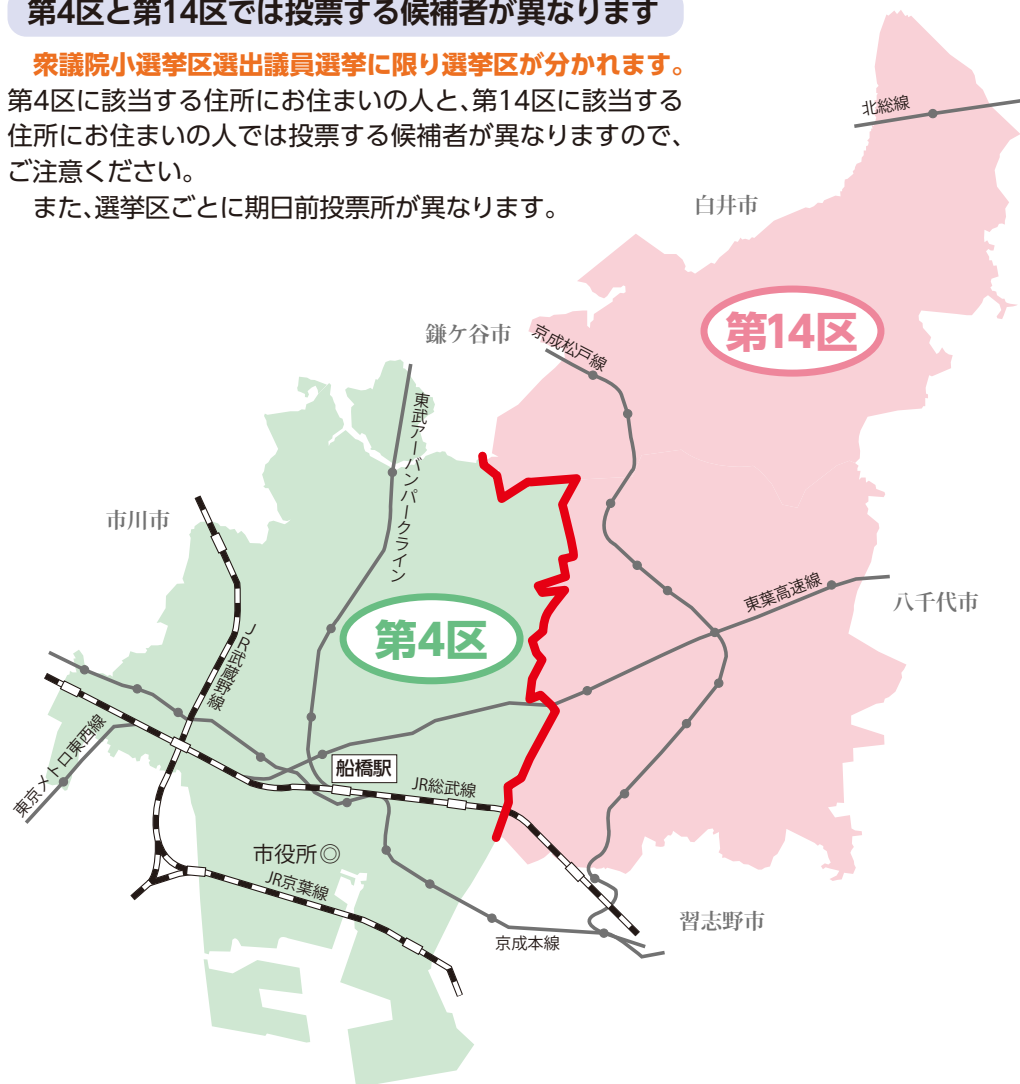 第4区と第14区では投票する候補者が異なります
衆議院小選挙区選出議員選挙に限り選挙区が分かれます。
第4区に該当する住所にお住まいの人と、第14区に該当する
住所にお住まいの人では投票する候補者が異なりますので、
ご注意ください。
また、選挙区ごとに期日前投票所が異なります。
北総線
白井市
第14区
鎌ケ谷市
京成松戸線
東武アーバンパークライン
市川市
東葉高速線
八千代市
第4区
JR武蔵野線
東京メトロ東西線
船橋駅
JR総武線
市役所◎
JR京葉線
習志野市
京成本線